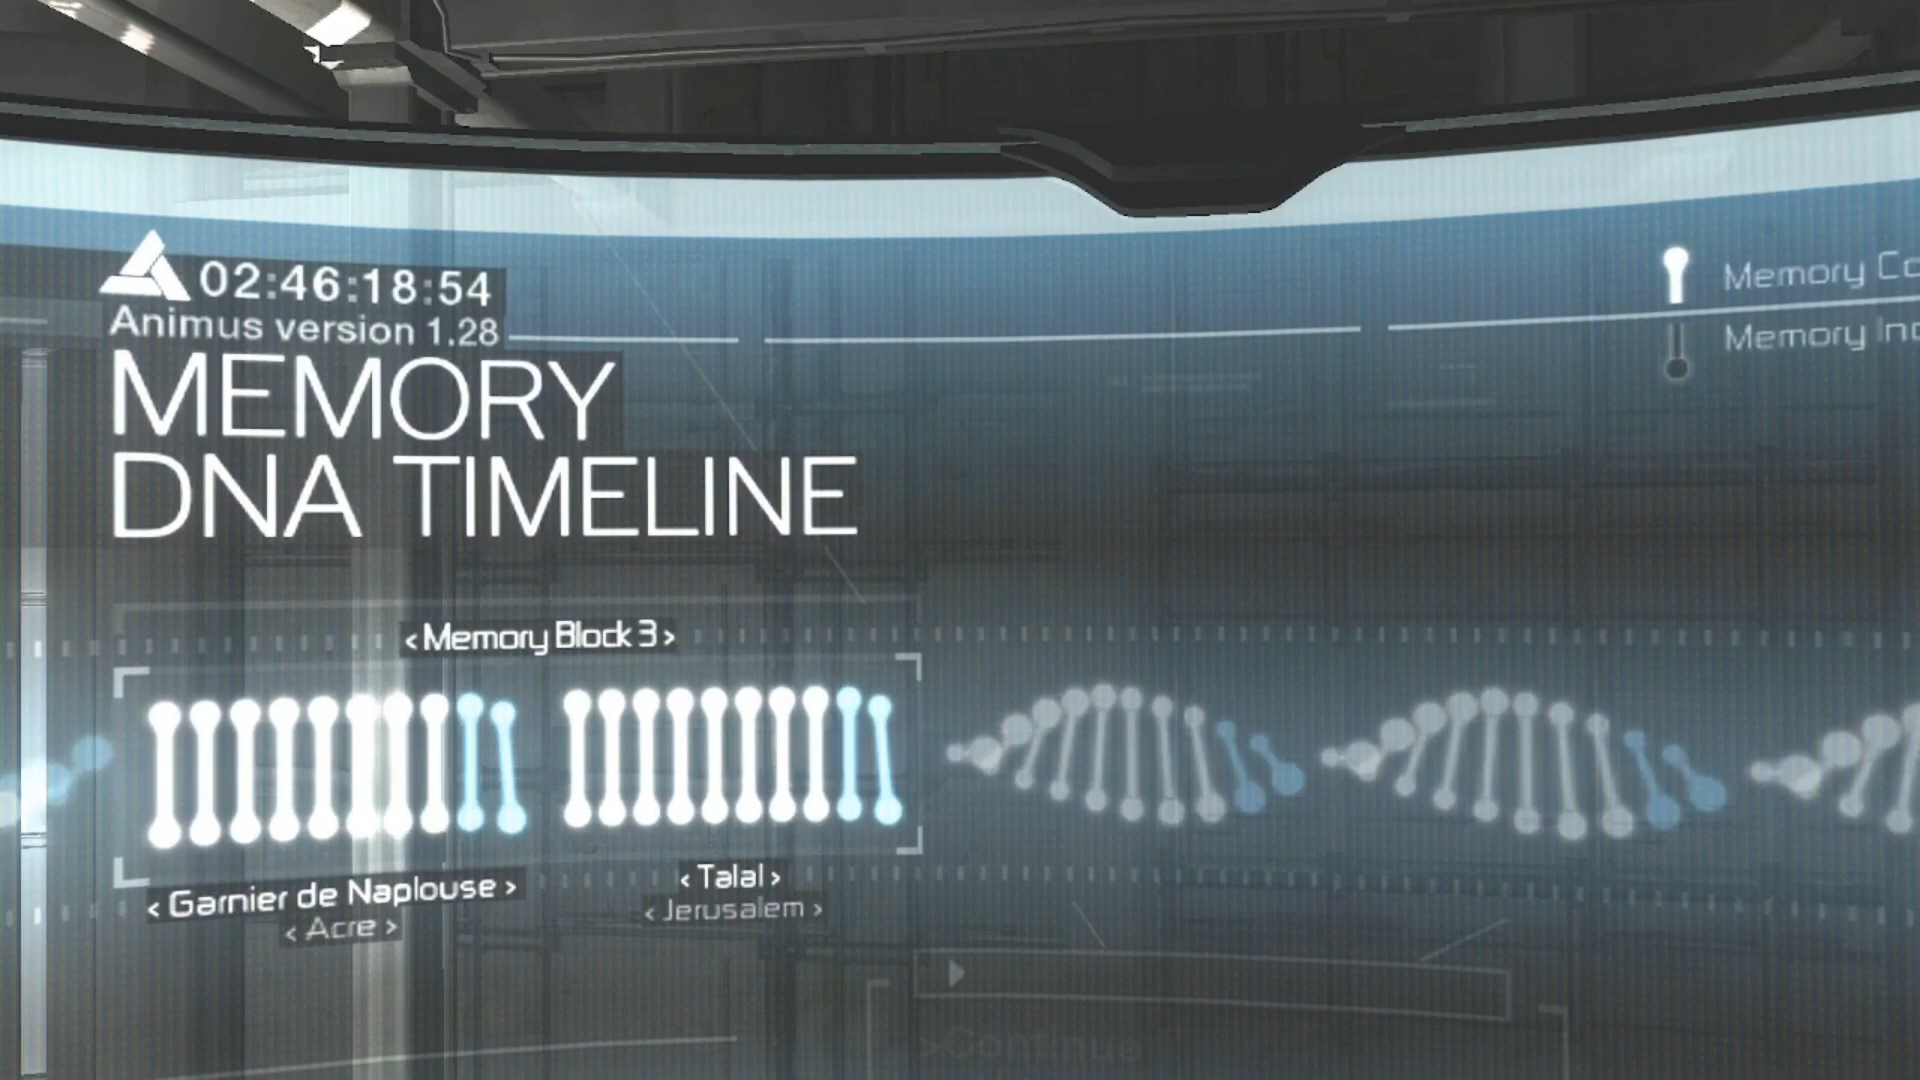 02:46:18:54
Animus version 1.28
MEMORY
DNA TIMELINE
Memory
Memory
<Memory Block 3>
< Garnier de Naplouse >
< Acre >
< Talal >
< Jerusalem >
>Continue